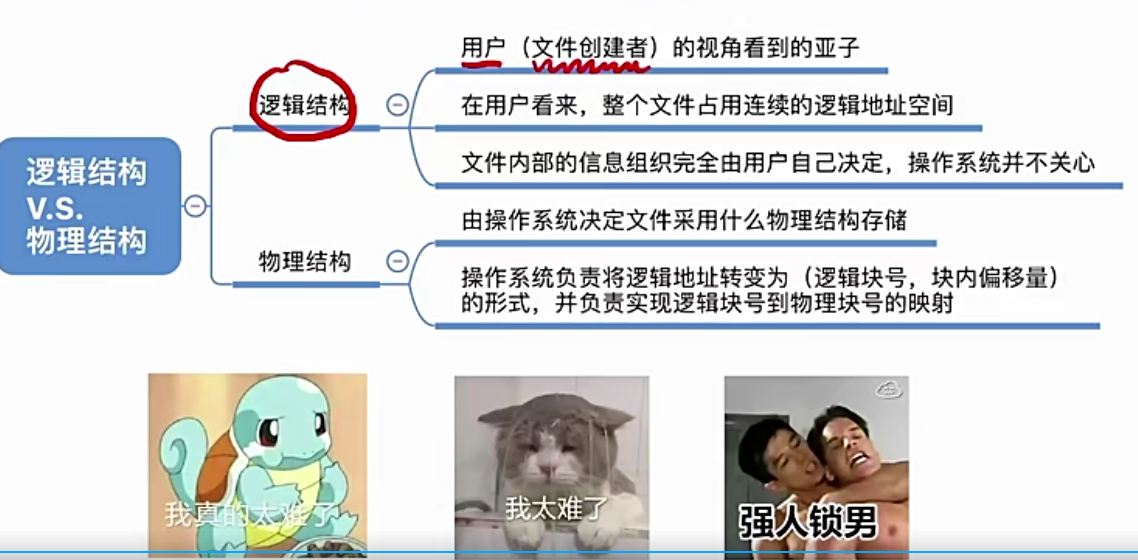 用户（文件创建者）的视角看到的亚子
逻辑结构
在用户看来，整个文件占用连续的逻辑地址空间
文件内部的信息组织完全由用户自己决定，操作系统并不关心
逻辑结构
V.S.
物理结构
由操作系统决定文件采用什么物理结构存储
物理结构
操作系统负责将逻辑地址转变为（逻辑块号，块内偏移量）
的形式，并负责实现逻辑块号到物理块号的映射
我真的太难了
我太难了
强人锁男